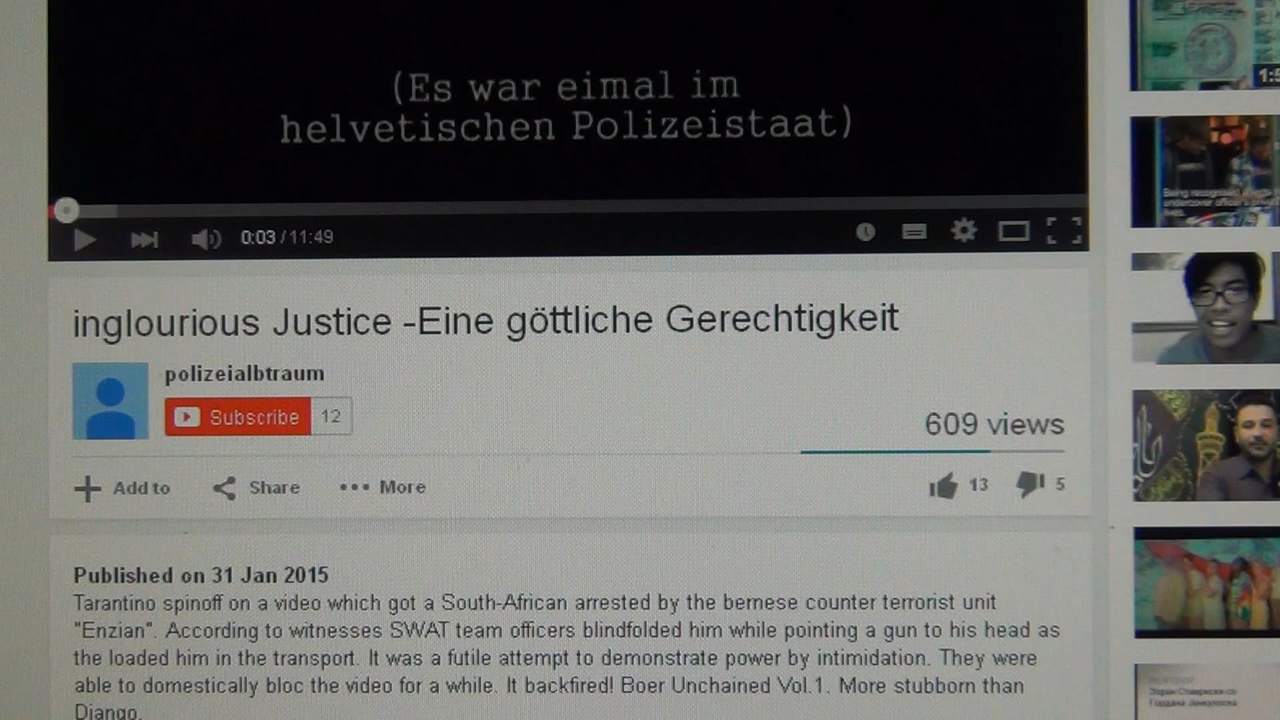 (Es war eimal im
helvetischen Polizeistaat)
0:03 / 11:49
inglourious Justice -Eine göttliche Gerechtigkeit
polizeialbtraum
Subscribe 12
609 views
Add to Share More 13 5
Published on 31 Jan 2015
Tarantino spinoff on a video which got a South-African arrested by the bernese counter terrorist unit
"Enzian". According to witnesses SWAT team officers blindfolded him while pointing a gun to his head as
the loaded him in the transport. It was a futile attempt to demonstrate power by intimidation. They were
able to domestically bloc the video for a while. It backfired! Boer Unchained Vol.1. More stubborn than
Django.
Being
undercover